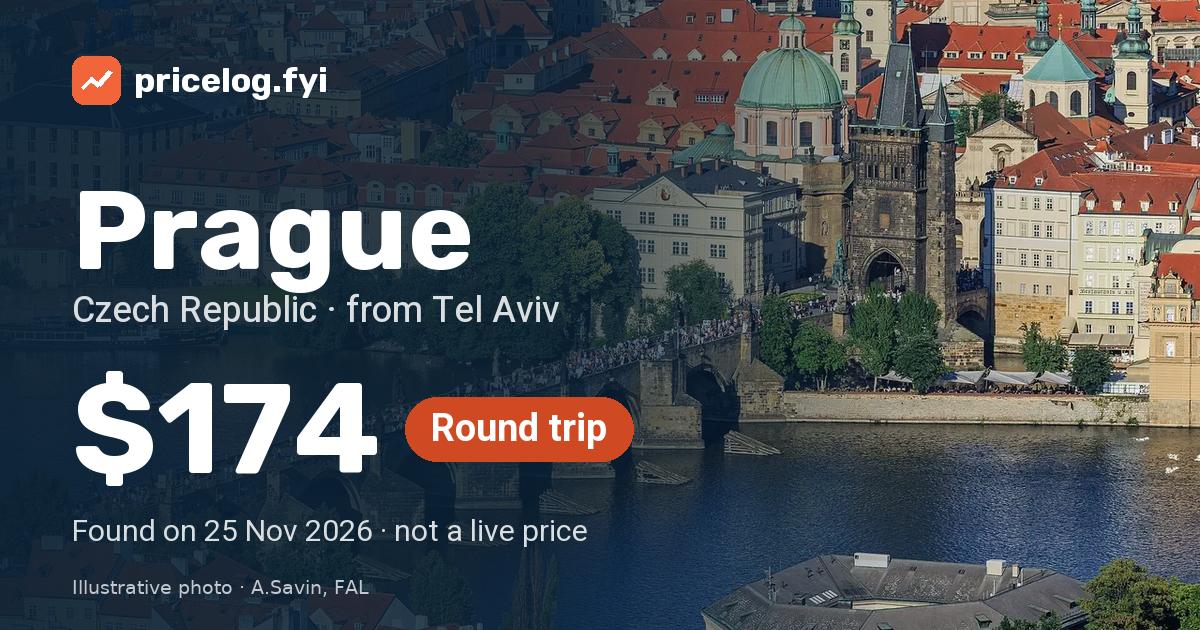 pricelog.fyi
Prague
Czech Republic · from Tel Aviv
$174
Round trip
Found on 25 Nov 2026 · not a live price
Illustrative photo · A.Savin, FAL